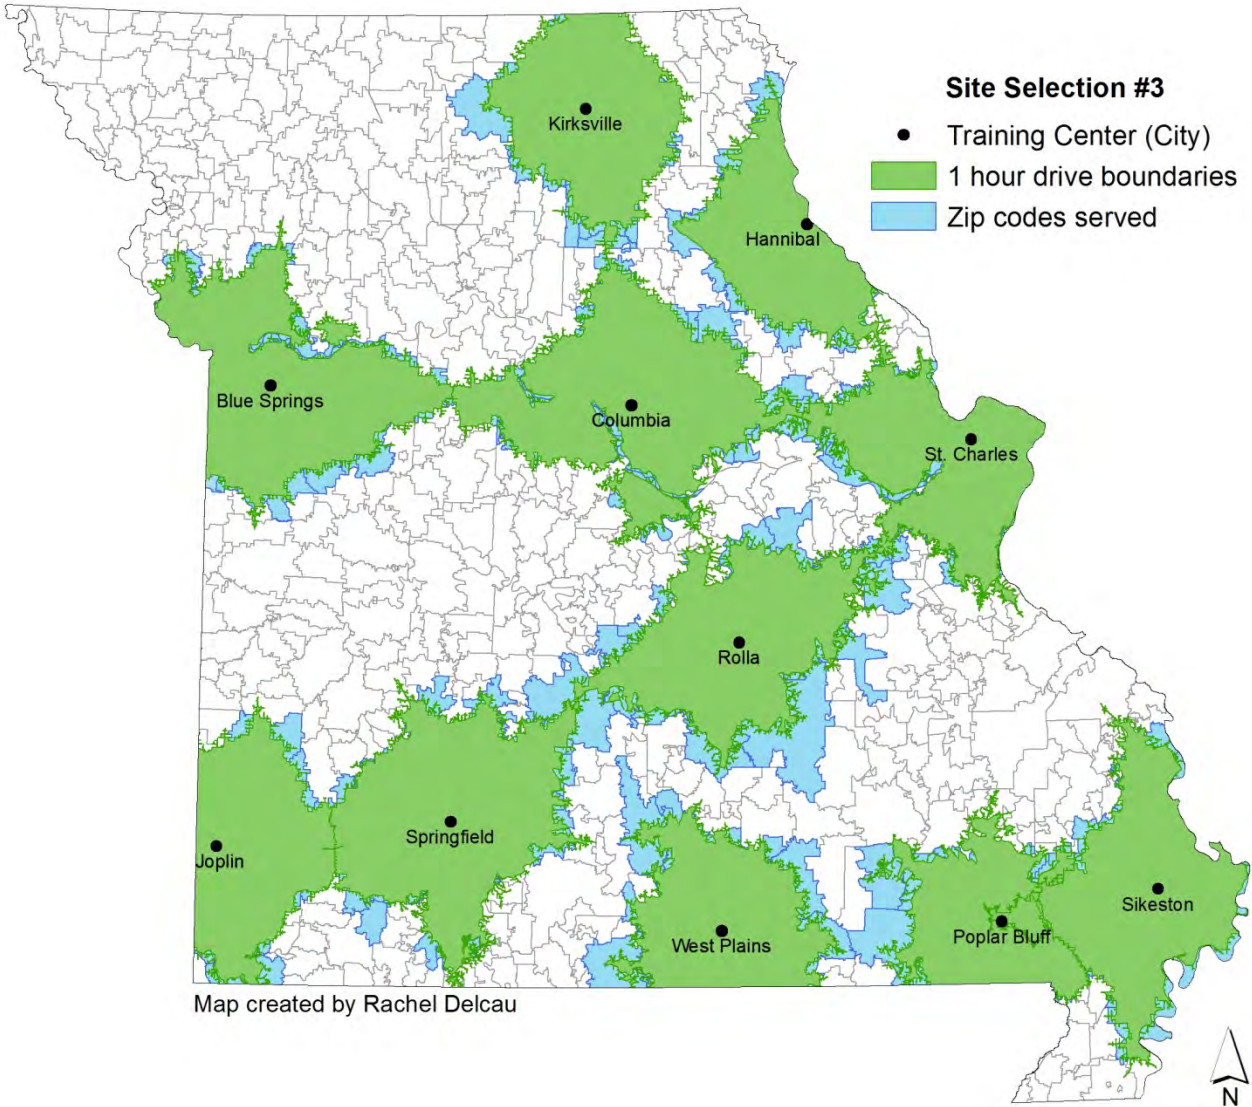 Site Selection #3
Training Center (City)
1 hour drive boundaries
Zip codes served
Kirksville
Hannibal
Blue Springs
Columbia
St. Charles
Rolla
Springfield
Joplin
Sikeston
Poplar Bluff
West Plains
Map created by Rachel Delcau
N